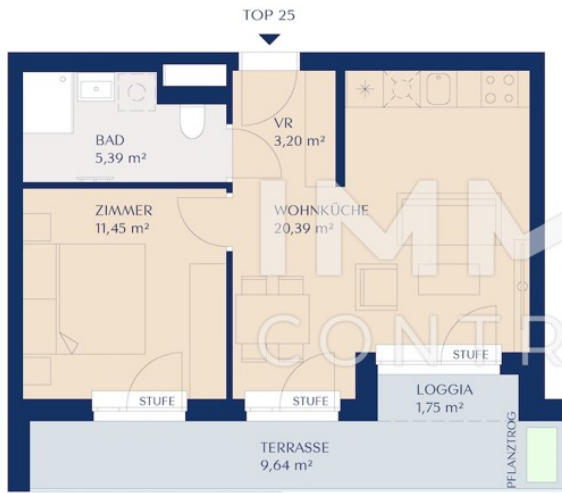 TOP 25
VR
3,20 m²
BAD
5,39 m²
ZIMMER
11,45 m²
WOHNKÜCHE
20,39 m²
IMM
CONTR
STUFE
STUFE
STUFE
LOGGIA
1,75 m²
TERRASSE
9,64 m²
PFLANZTROG